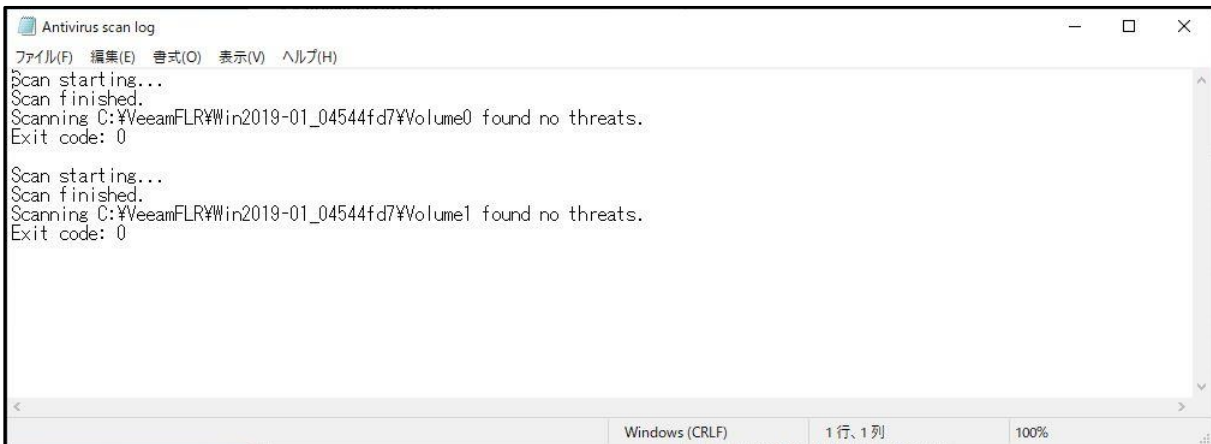 Antivirus scan log
ファイル(F) 編集(E) 書式(O) 表示(V) ヘルプ(H)
Scan starting...
Scan finished.
Scanning C:¥VeeamFLR¥Win2019-01_04544fd7¥Volume0 found no threats.
Exit code: 0
Scan starting...
Scan finished.
Scanning C:¥VeeamFLR¥Win2019-01_04544fd7¥Volume1 found no threats.
Exit code: 0
Windows (CRLF) 1行、1列 100%